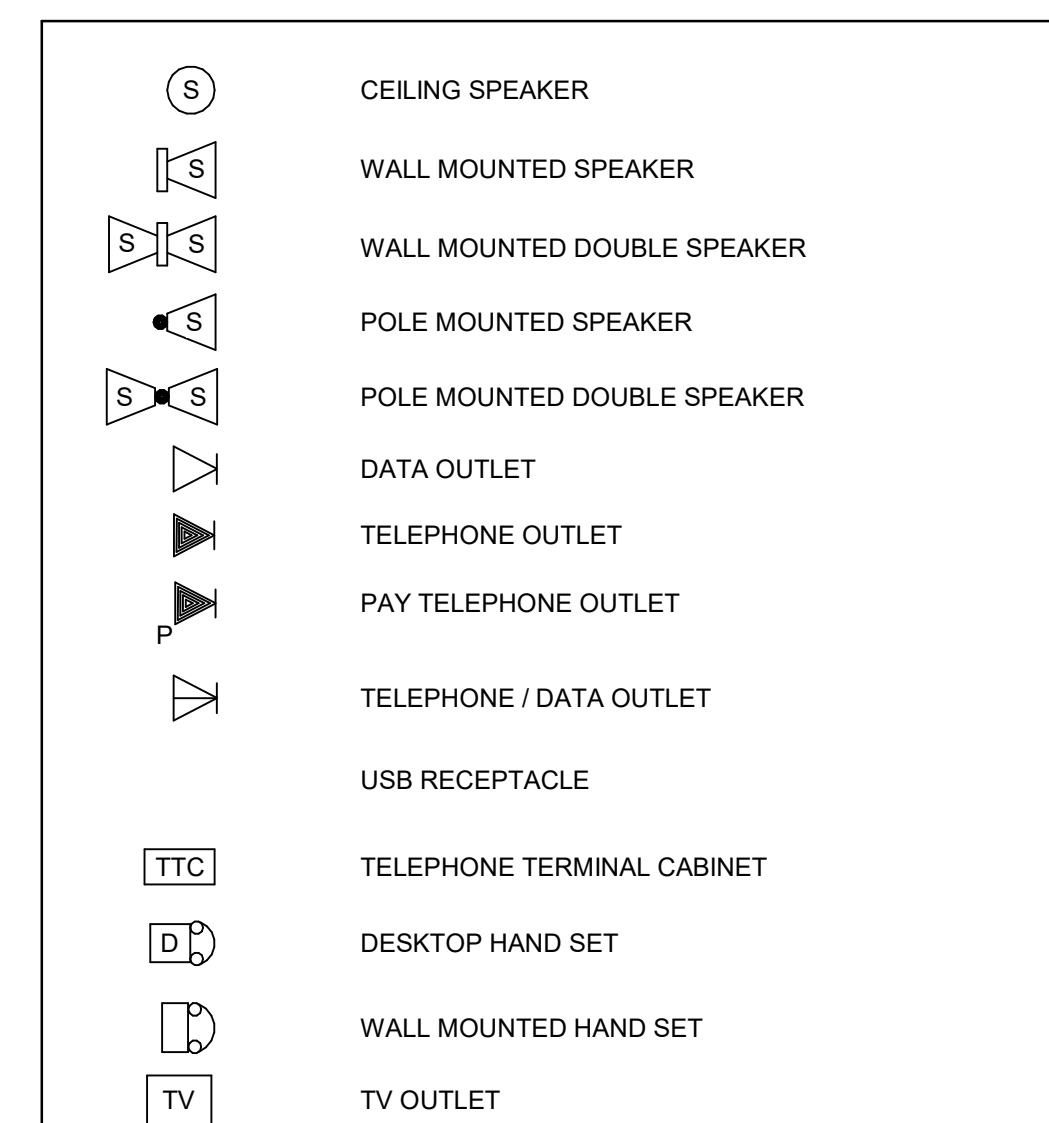 S CEILING SPEAKER
S WALL MOUNTED SPEAKER
S S WALL MOUNTED DOUBLE SPEAKER
S POLE MOUNTED SPEAKER
S S POLE MOUNTED DOUBLE SPEAKER
DATA OUTLET
TELEPHONE OUTLET
P PAY TELEPHONE OUTLET
TELEPHONE / DATA OUTLET
USB RECEPTACLE
TTC TELEPHONE TERMINAL CABINET
D DESKTOP HAND SET
WALL MOUNTED HAND SET
TV TV OUTLET